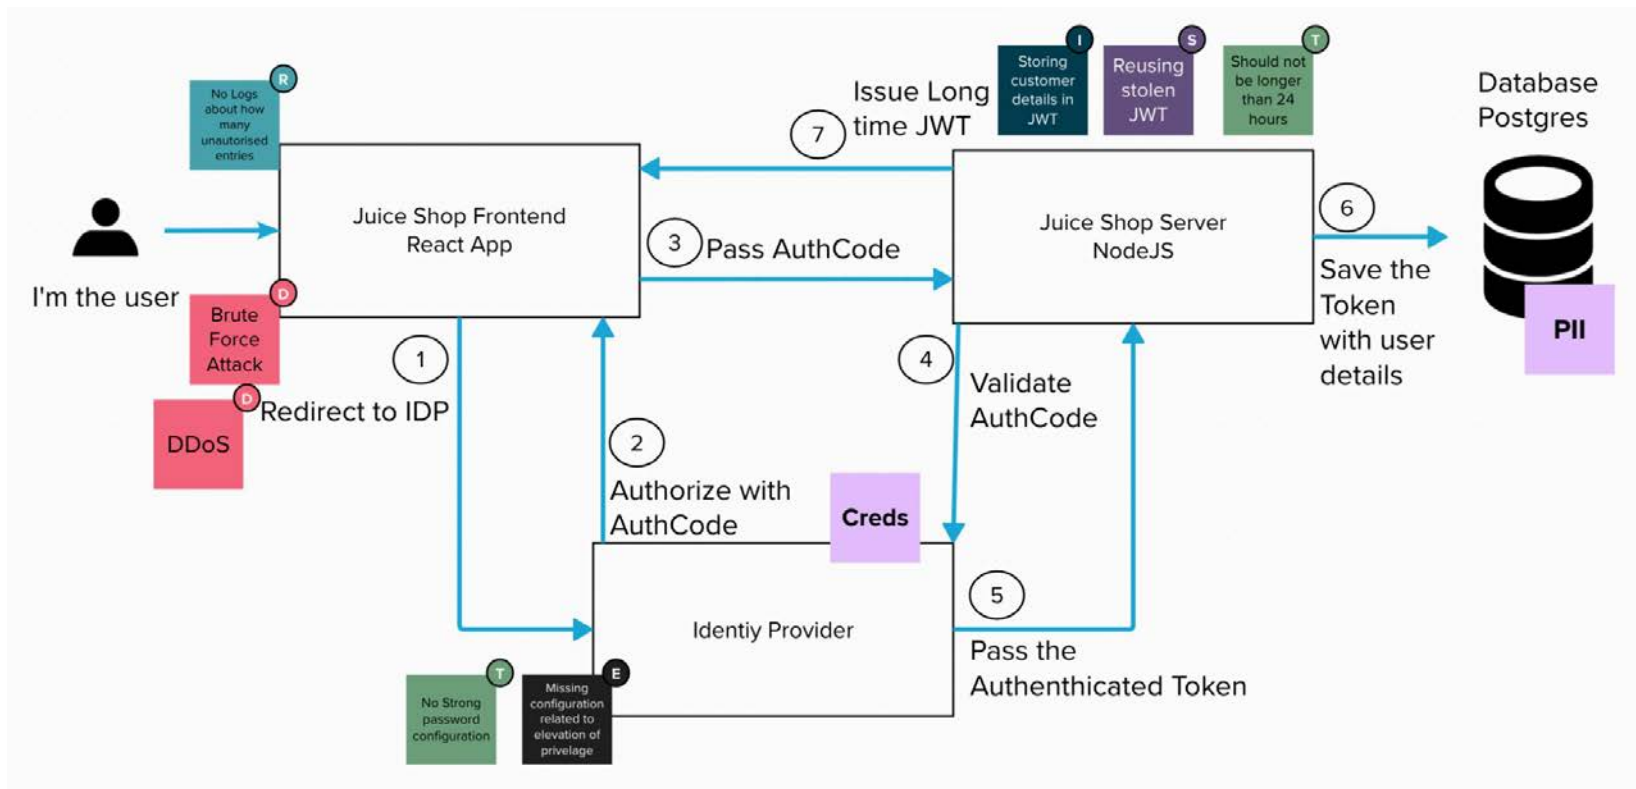 R
No Logs
about how
many
unautorised
entries
I'm the user
D
Brute
Force
Attack
D
DDoS
Juice Shop Frontend
React App
1
Redirect to IDP
2
Authorize with
AuthCode
3
Pass AuthCode
7
Issue Long
time JWT
I
Storing
customer
details in
JWT
S
Reusing
stolen
JWT
T
Should not
be longer
than 24
hours
Juice Shop Server
NodeJS
4
Validate
AuthCode
Creds
Identiy Provider
T
No Strong
password
configuration
E
Missing
configuration
related to
elevation of
privelage
5
Pass the
Authenthicated Token
6
Save the
Token
with user
details
Database
Postgres
PII